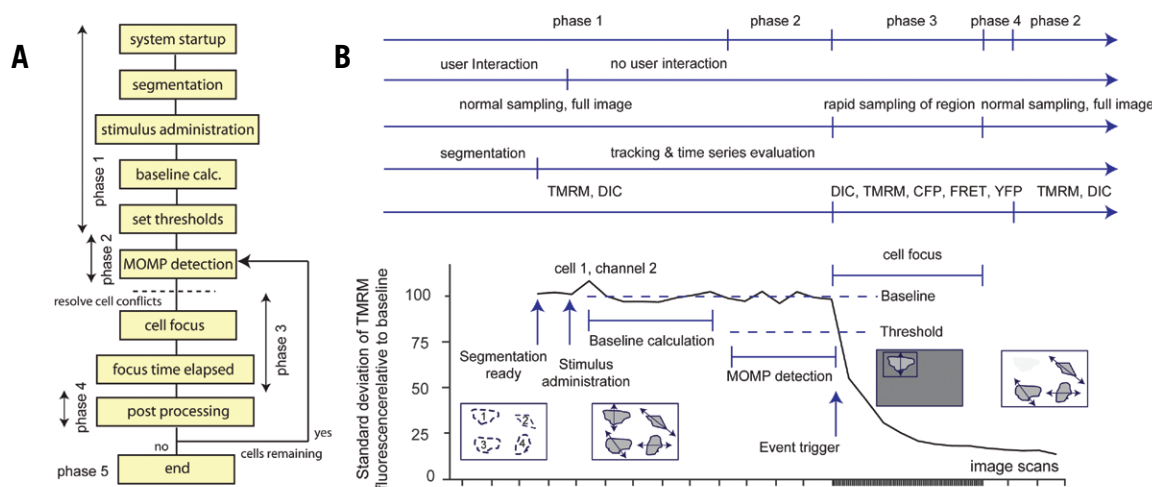 A
system startup
segmentation
stimulus administration
baseline calc.
set thresholds
MOMP detection
resolve cell conflicts
cell focus
focus time elapsed
post processing
no
yes
cells remaining
phase 5
end
phase 1
phase 2
phase 3
phase 4
B
phase 1
phase 2
phase 3
phase 4
phase 2
user Interaction
no user interaction
normal sampling, full image
rapid sampling of region
normal sampling, full image
segmentation
tracking & time series evaluation
TMRM, DIC
DIC, TMRM, CFP, FRET, YFP
TMRM, DIC
Standard deviation of TMRM
fluorescencerelative to baseline
100
75
50
25
0
cell 1, channel 2
cell focus
Baseline
Threshold
Segmentation
ready
Stimulus
administration
Baseline calculation
MOMP detection
Event trigger
1
2
3
4
image scans